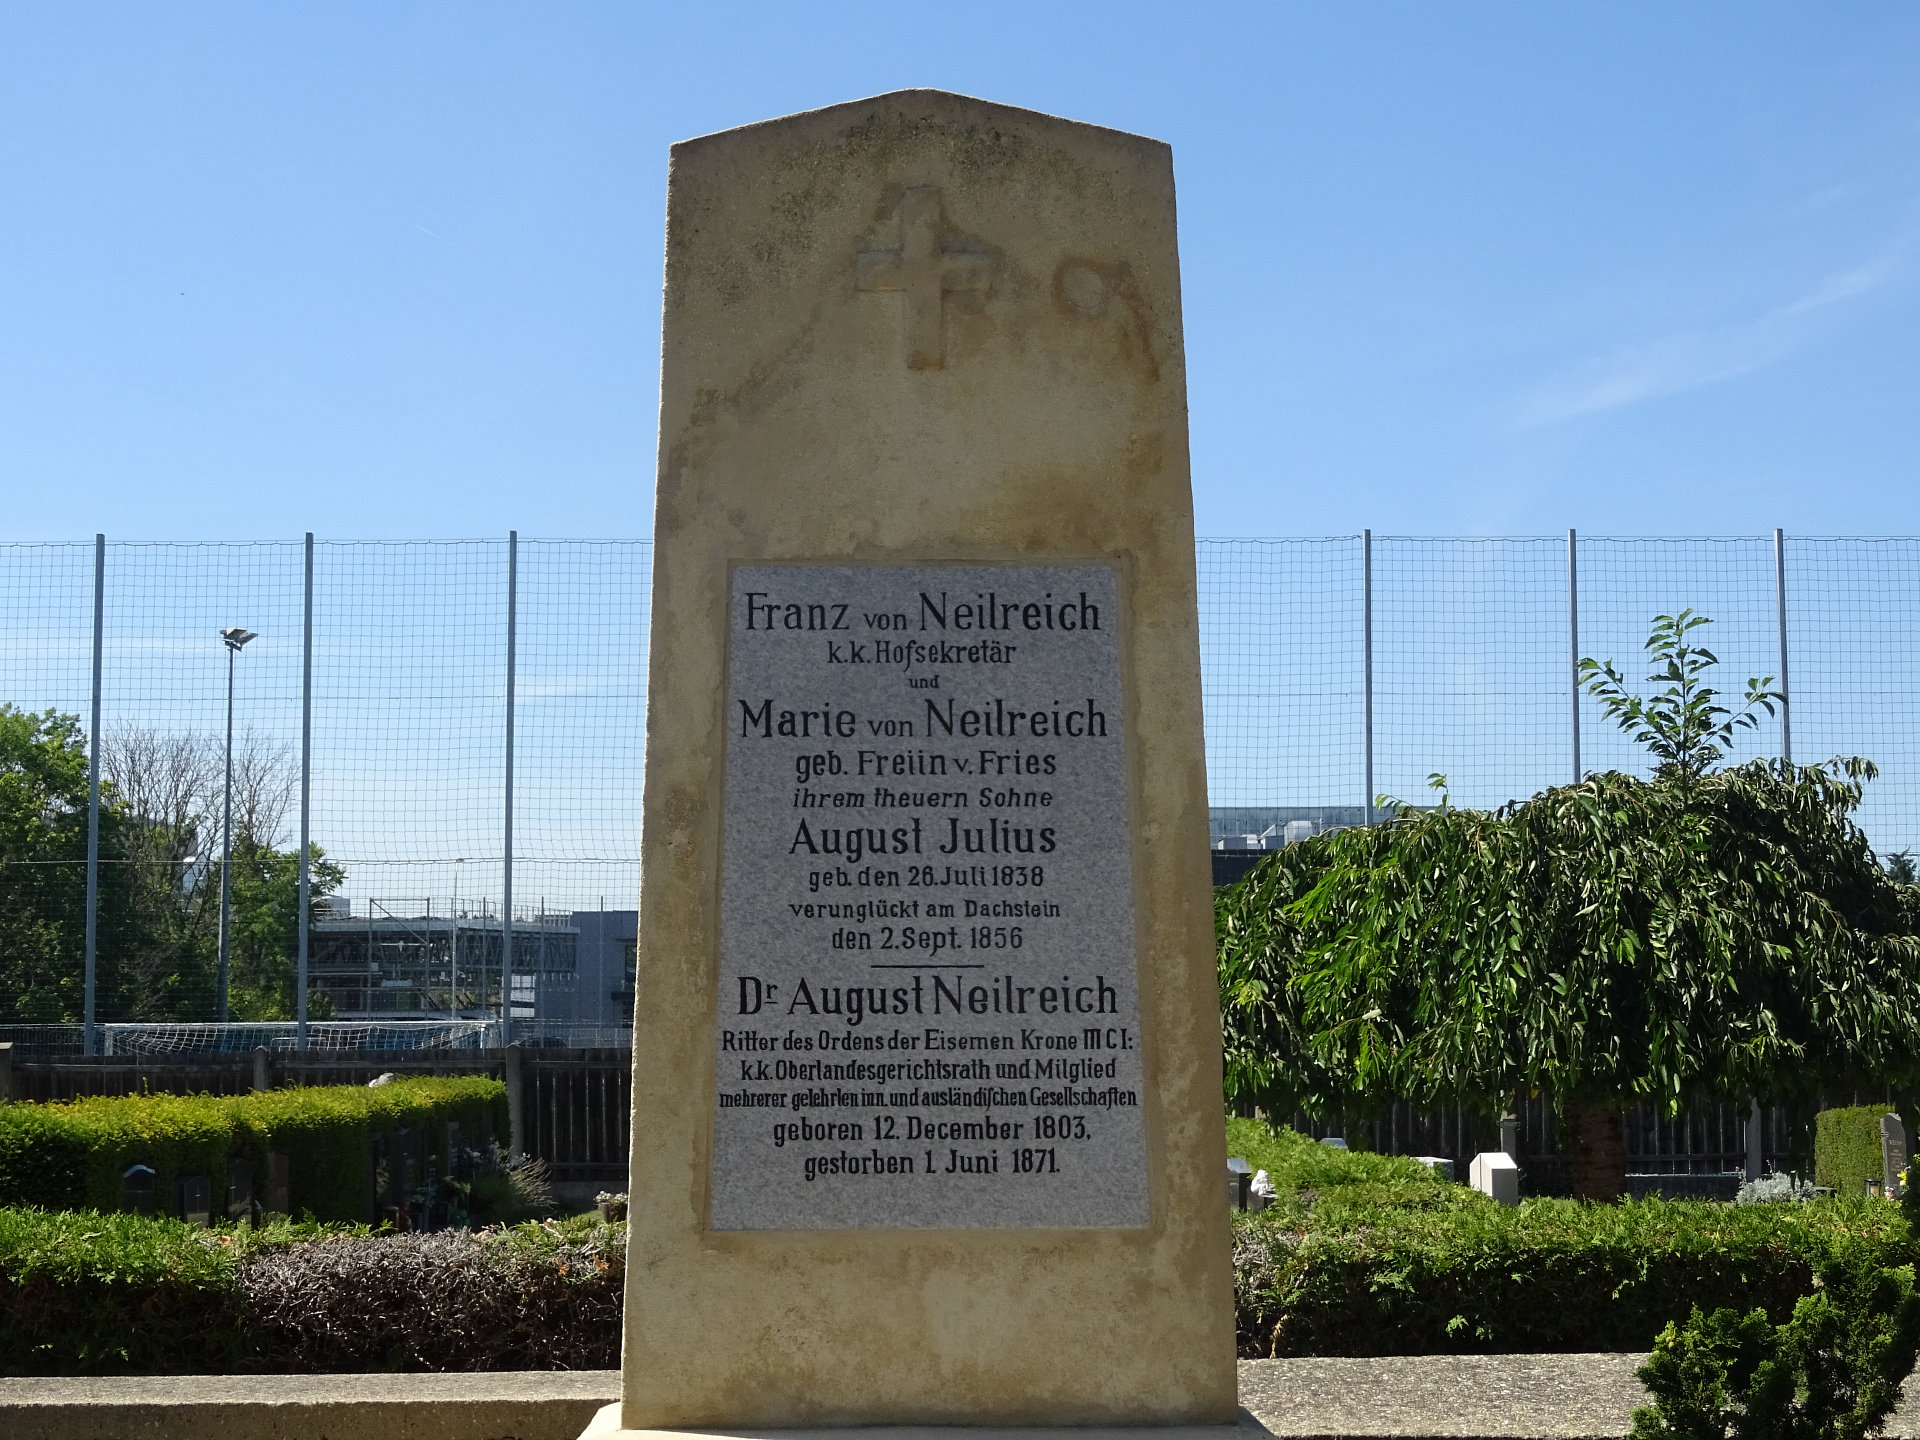 Franz von Neilreich
k.k. Hofsekretär
und
Marie von Neilreich
geb. Freiin v. Fries
ihrem theuern Sohne
August Julius
geb. den 26. Juli 1838
verunglückt am Dachstein
den 2. Sept. 1856
Dr August Neilreich
Ritter des Ordens der Eisernen Krone III Cl:
k.k. Oberlandesgerichtsrath und Mitglied
mehrerer gelehrten inn. und ausländischen Gesellschaften
geboren 12. December 1803,
gestorben 1. Juni 1871.